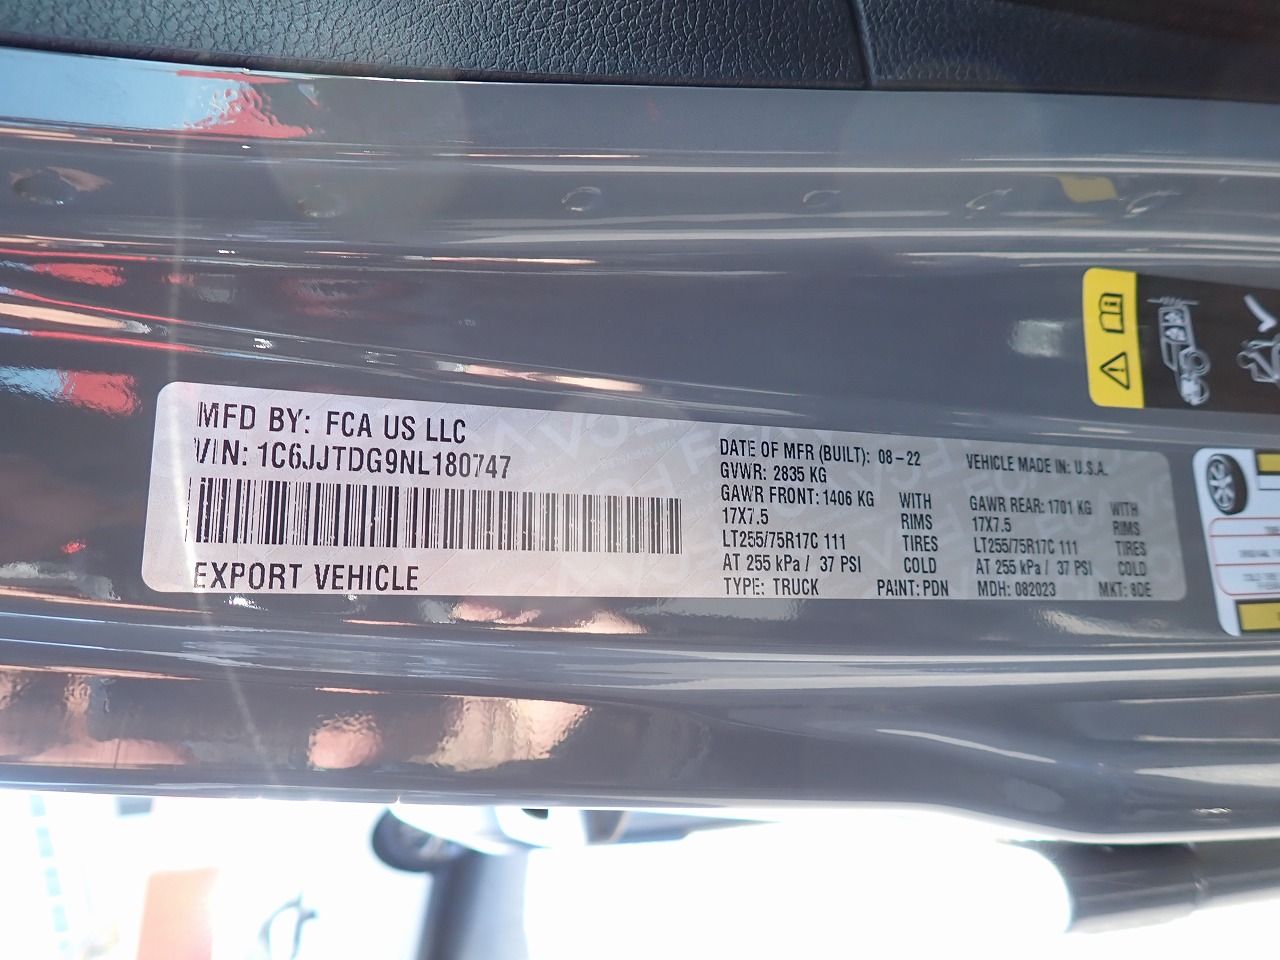 MFD BY: FCA US LLC
VIN: 1C6JJTDG9NL180747
EXPORT VEHICLE
DATE OF MFR (BUILT): 08-22 VEHICLE MADE IN: U.S.A.
GVWR: 2835 KG
GAWR FRONT: 1406 KG WITH GAWR REAR: 1701 KG WITH
17X7.5 RIMS 17X7.5 RIMS
LT255/75R17C 111 TIRES LT255/75R17C 111 TIRES
AT 255 kPa / 37 PSI COLD AT 255 kPa / 37 PSI COLD
TYPE: TRUCK PAINT: PDN MDH: 082023 MKT: 8DE